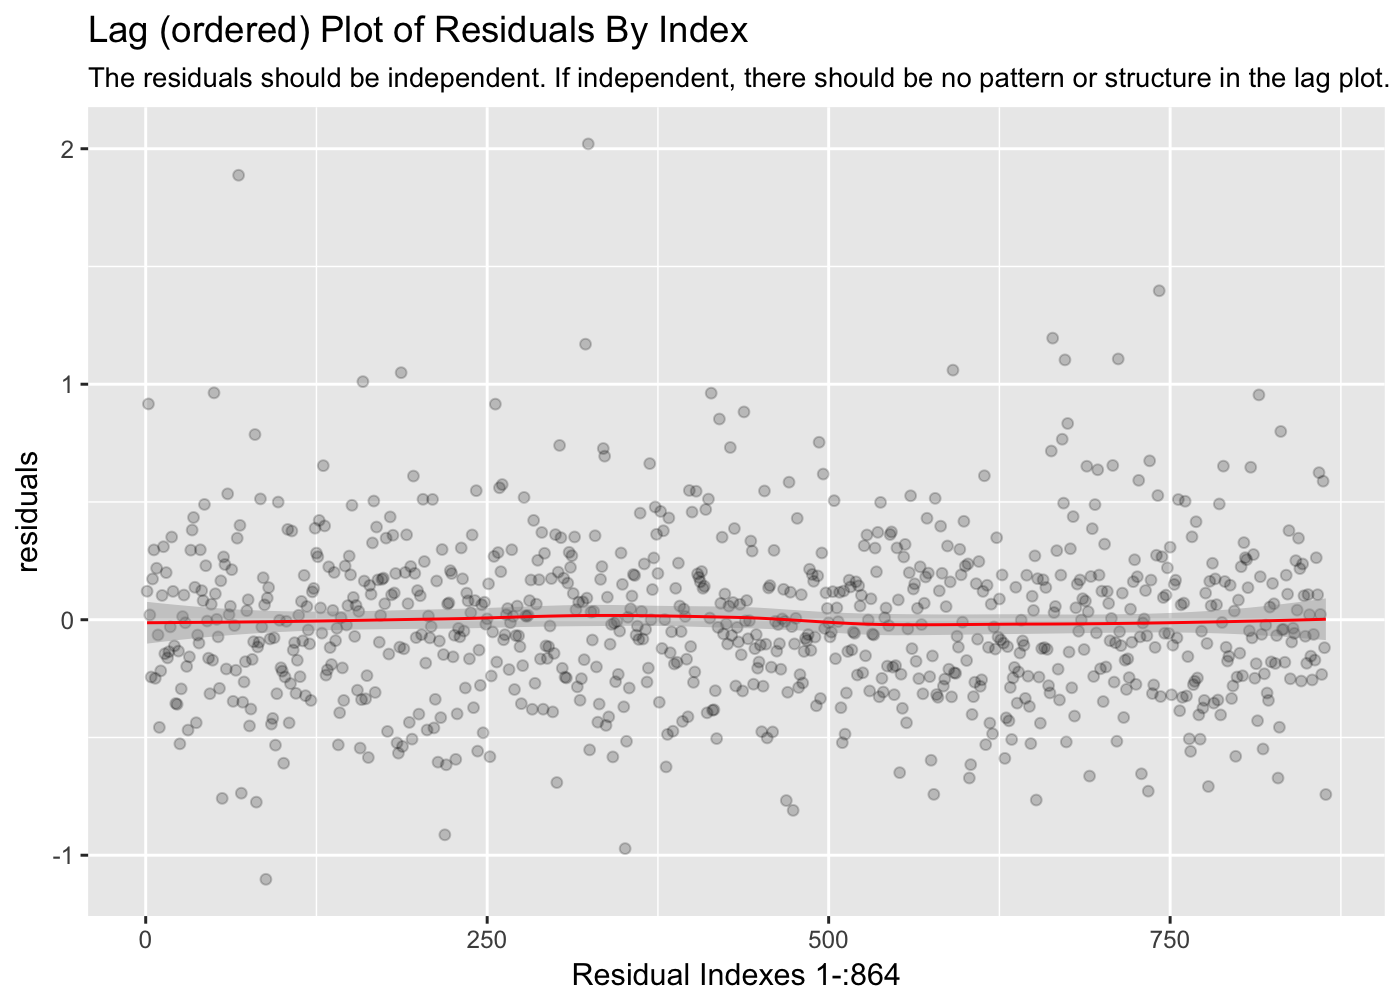 Lag (ordered) Plot of Residuals By Index
The residuals should be independent. If independent, there should be no pattern or structure in the lag plot.
2
1
0
-1
residuals
0 250 500 750
Residual Indexes 1-:864